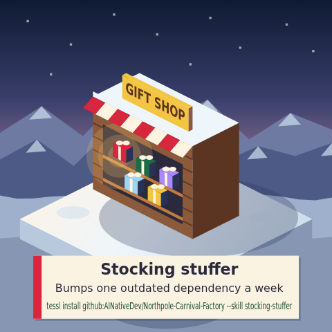 GIFT SHOP
Stocking stuffer
Bumps one outdated dependency a week
tessl install github:AINativeDev/Northpole-Carnival-Factory --skill stocking-stuffer